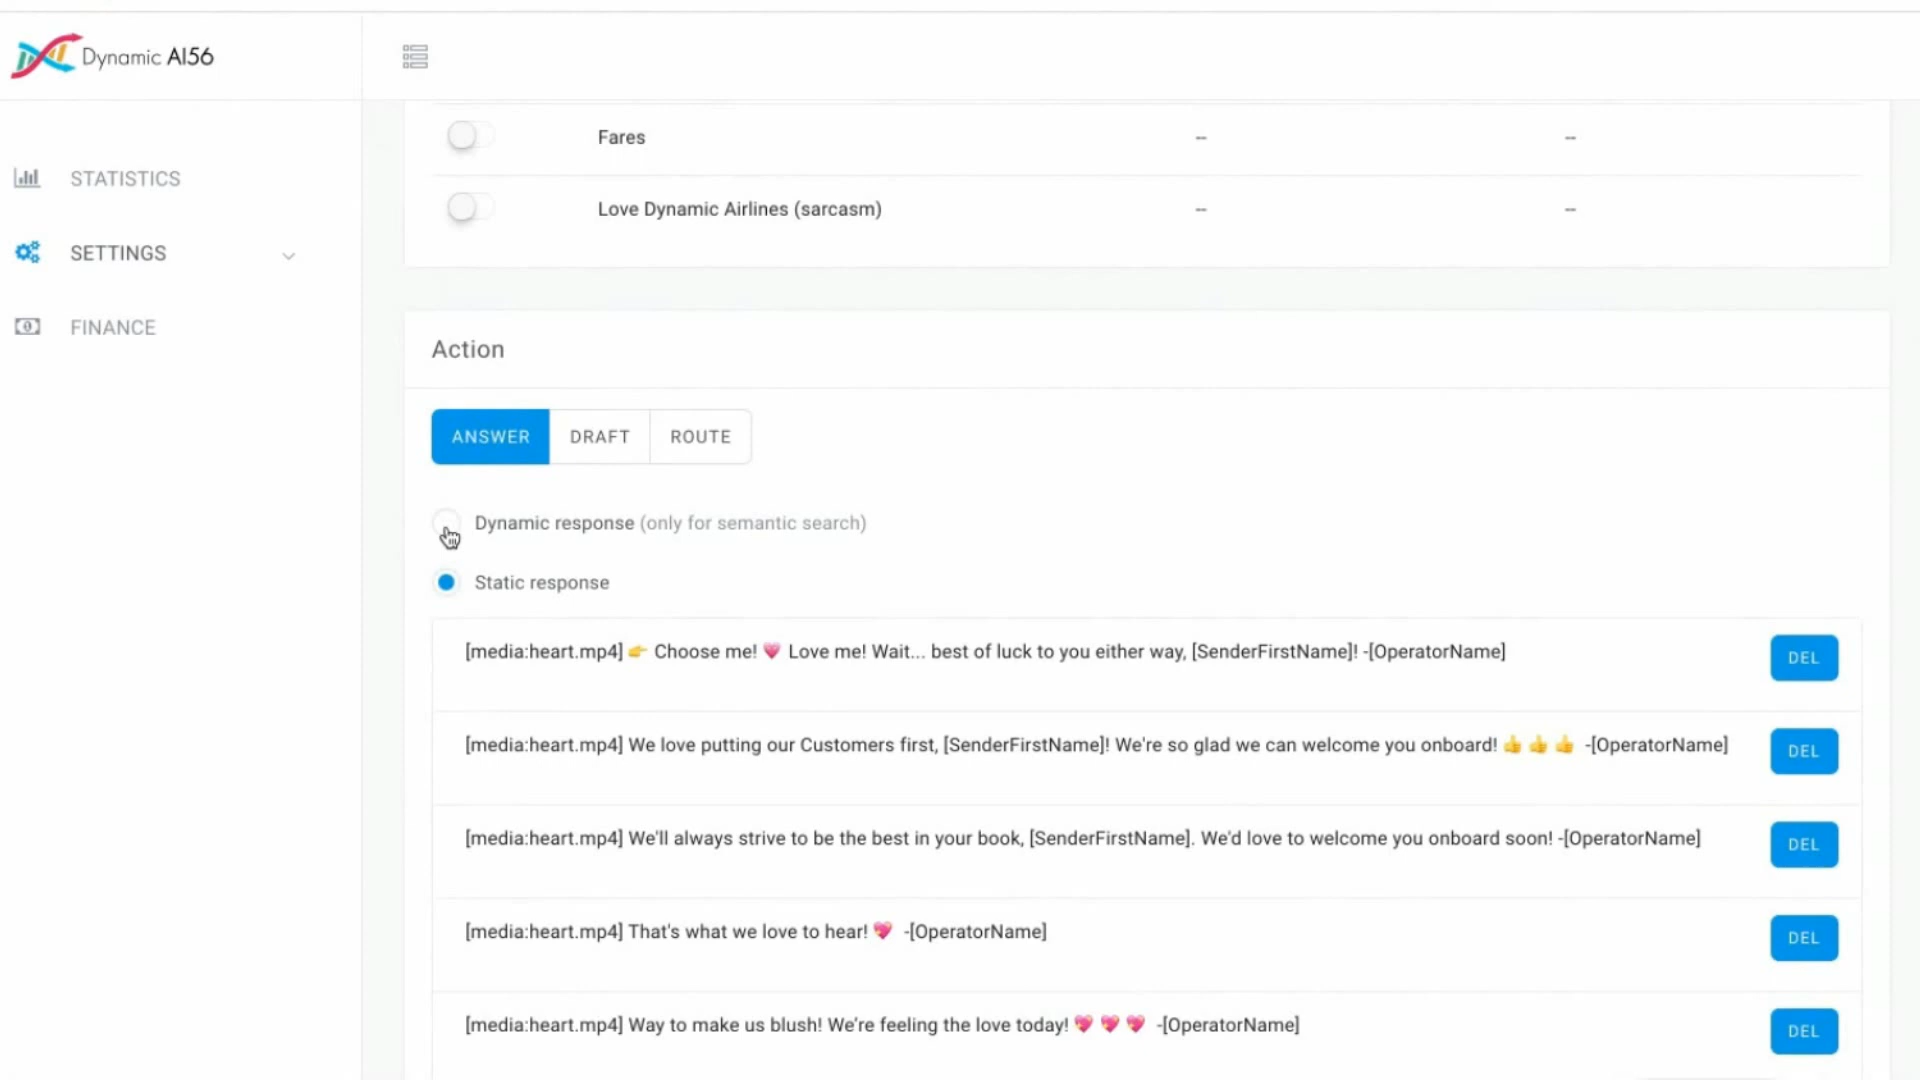 Dynamic AI56
STATISTICS
SETTINGS
FINANCE
Fares -- --
Love Dynamic Airlines (sarcasm) -- --
Action
ANSWER DRAFT ROUTE
Dynamic response (only for semantic search)
Static response
[media:heart.mp4] 👉 Choose me! 💗 Love me! Wait... best of luck to you either way, [SenderFirstName]! -[OperatorName] DEL
[media:heart.mp4] We love putting our Customers first, [SenderFirstName]! We're so glad we can welcome you onboard! 👍 👍 👍 -[OperatorName] DEL
[media:heart.mp4] We'll always strive to be the best in your book, [SenderFirstName]. We'd love to welcome you onboard soon! -[OperatorName] DEL
[media:heart.mp4] That's what we love to hear! 💖 -[OperatorName] DEL
[media:heart.mp4] Way to make us blush! We're feeling the love today! 💖 💖 💖 -[OperatorName] DEL